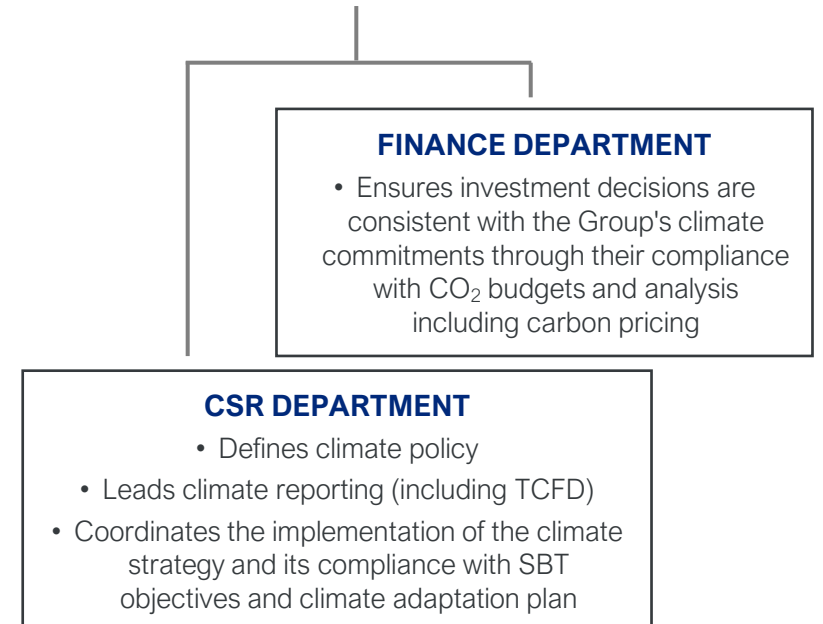 FINANCE DEPARTMENT
• Ensures investment decisions are
consistent with the Group's climate
commitments through their compliance
with CO₂ budgets and analysis
including carbon pricing
CSR DEPARTMENT
• Defines climate policy
• Leads climate reporting (including TCFD)
• Coordinates the implementation of the climate
strategy and its compliance with SBT
objectives and climate adaptation plan